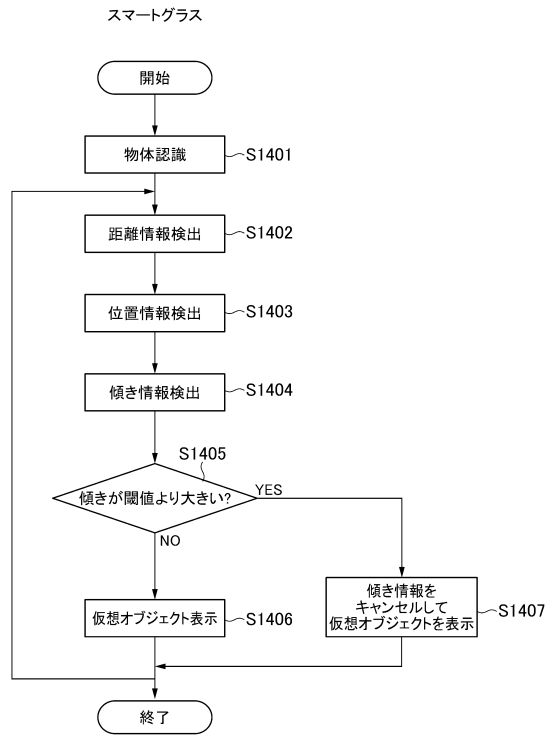 スマートグラス
開始
物体認識
S1401
距離情報検出
S1402
位置情報検出
S1403
傾き情報検出
S1404
S1405
傾きが閾値より大きい?
YES
NO
仮想オブジェクト表示
S1406
傾き情報を
キャンセルして
仮想オブジェクトを表示
S1407
終了